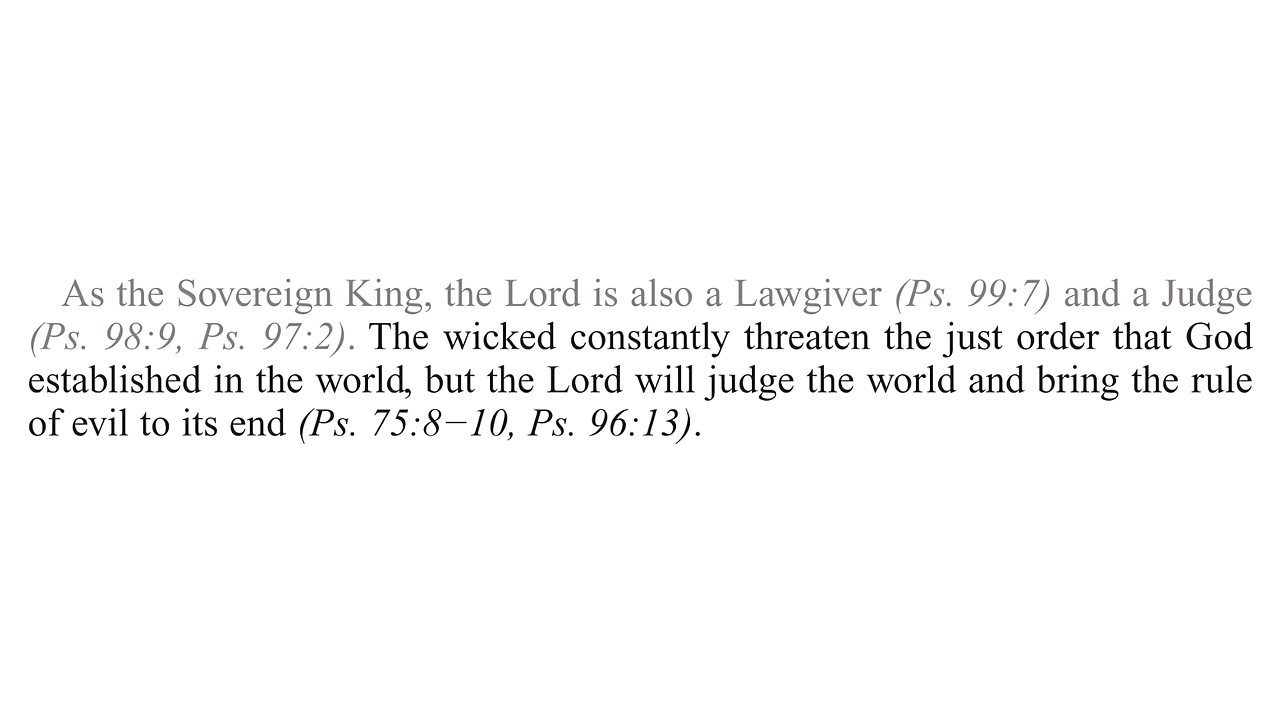 As the Sovereign King, the Lord is also a Lawgiver (Ps. 99:7) and a Judge
(Ps. 98:9, Ps. 97:2). The wicked constantly threaten the just order that God
established in the world, but the Lord will judge the world and bring the rule
of evil to its end (Ps. 75:8−10, Ps. 96:13).